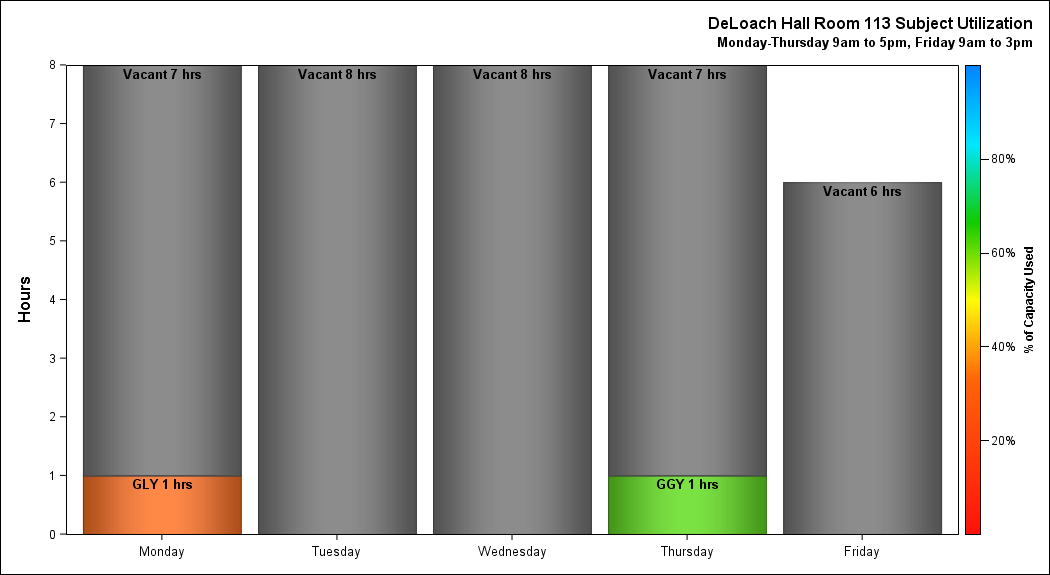 DeLoach Hall Room 113 Subject Utilization
Monday-Thursday 9am to 5pm, Friday 9am to 3pm
8
7
6
5
4
3
2
1
0
Hours
Vacant 7 hrs
Vacant 8 hrs
Vacant 8 hrs
Vacant 7 hrs
Vacant 6 hrs
GLY 1 hrs
GGY 1 hrs
Monday
Tuesday
Wednesday
Thursday
Friday
80%
60%
40%
20%
% of Capacity Used